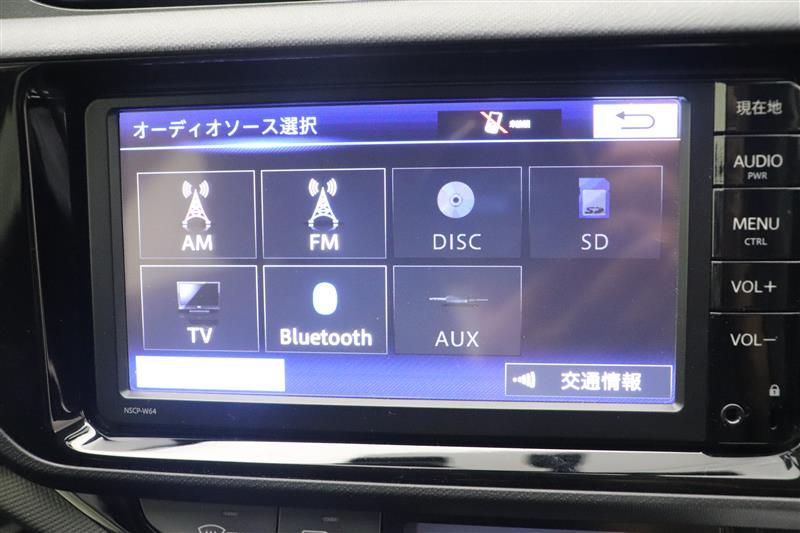 オーディオソース選択
AM
FM
DISC
SD
TV
Bluetooth
AUX
交通情報
NSCP-W64
現在地
AUDIO
PWR
MENU
CTRL
VOL+
VOL−